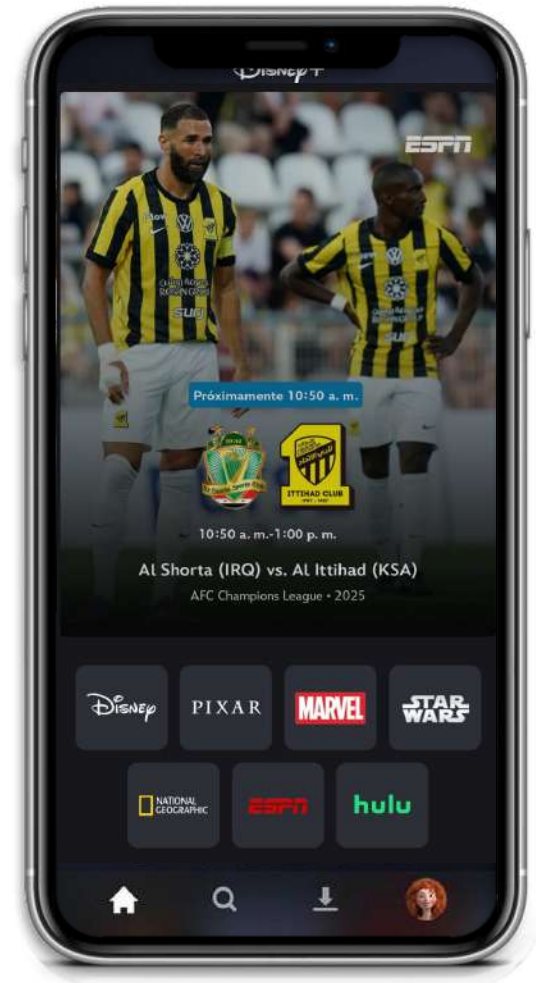 Disney+
ESPN
Próximamente 10:50 a. m.
ITTIHAD CLUB
10:50 a. m.-1:00 p. m.
Al Shorta (IRQ) vs. Al Ittihad (KSA)
AFC Champions League • 2025
Disney
PIXAR
MARVEL
STAR
WARS
NATIONAL
GEOGRAPHIC
ESPN
hulu